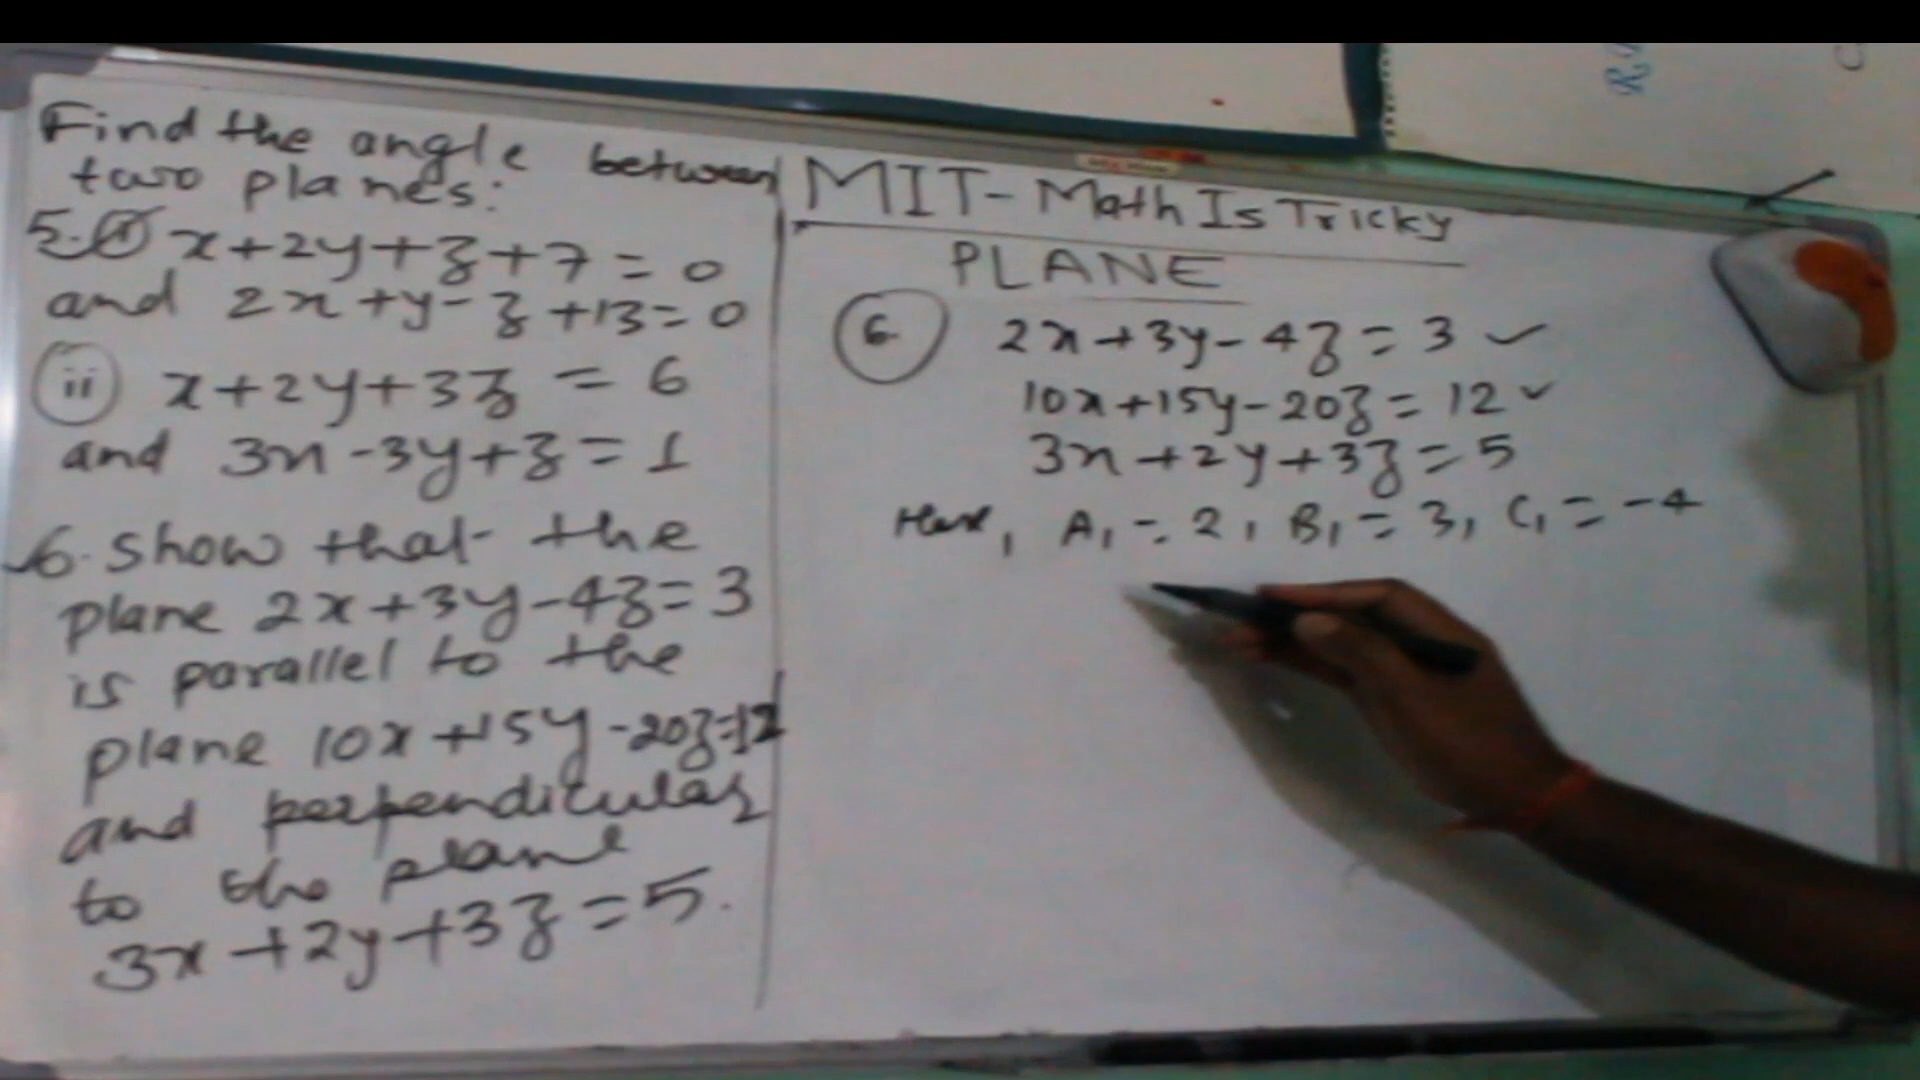 Find the angle between
two planes:
5. (i) x+2y+z+7=0
and 2x+y-z+13=0
(ii) x+2y+3z = 6
and 3x-3y+z=1
6. Show that the
plane 2x+3y-4z=3
is parallel to the
plane 10x+15y-20z=12
and perpendicular
to the plane
3x+2y+3z=5.
MIT- Math Is Tricky
PLANE
6. 2x+3y-4z=3 ✓
10x+15y-20z=12 ✓
3x+2y+3z=5
Here, A₁=2, B₁=3, C₁=-4